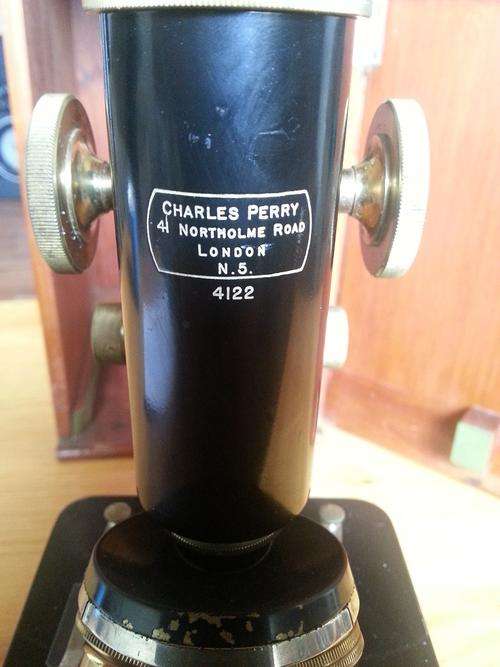 CHARLES PERRY
41 NORTHOLME ROAD
LONDON
N.5.
4122